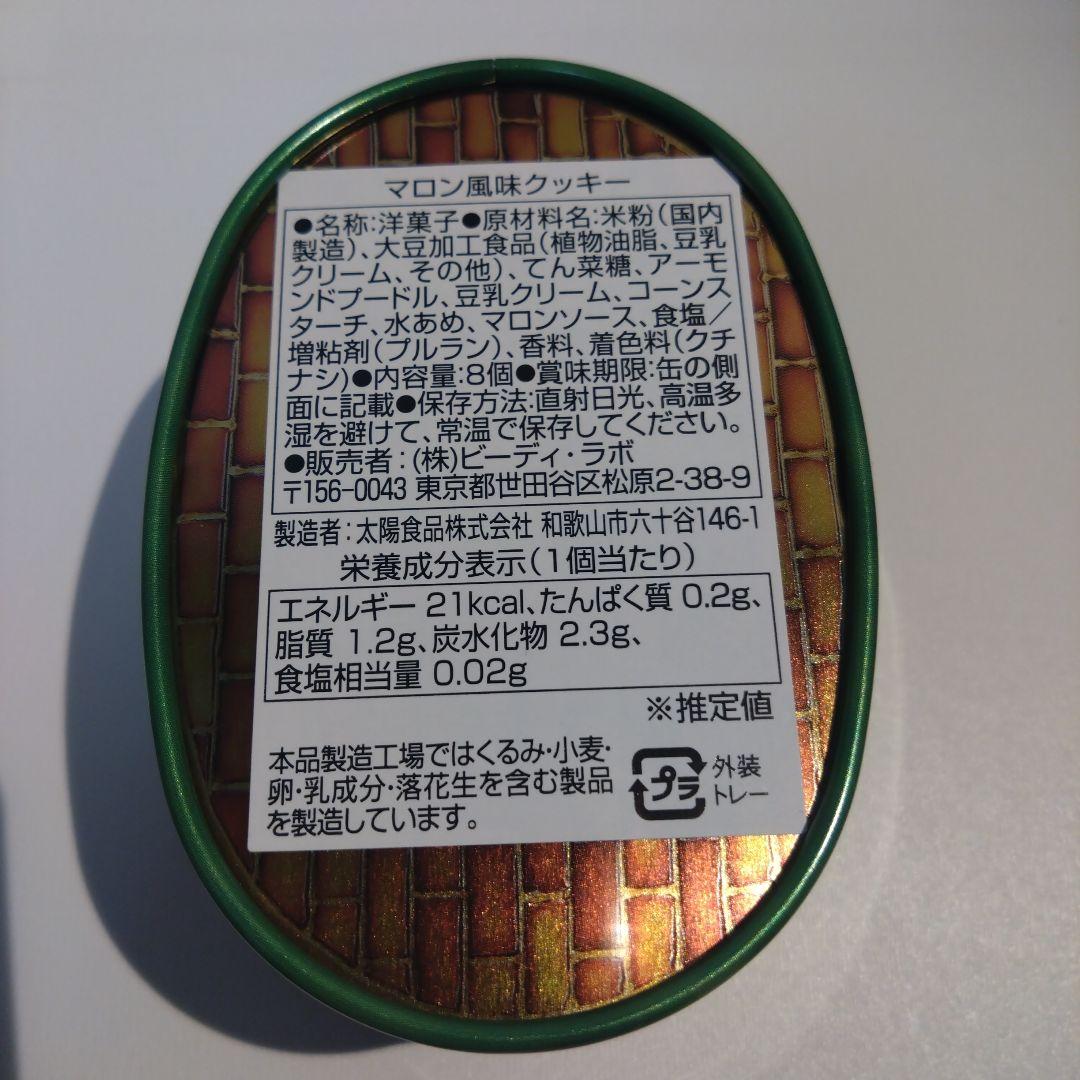 マロン風味クッキー
●名称:洋菓子●原材料名:米粉(国内
製造)、大豆加工食品(植物油脂、豆乳
クリーム、その他)、てん菜糖、アーモ
ンドプードル、豆乳クリーム、コーンス
ターチ、水あめ、マロンソース、食塩/
増粘剤(プルラン)、香料、着色料(クチ
ナシ)●内容量:8個●賞味期限:缶の側
面に記載●保存方法:直射日光、高温多
湿を避けて、常温で保存してください。
●販売者:(株)ビーディ・ラボ
〒156-0043 東京都世田谷区松原2-38-9
製造者:太陽食品株式会社 和歌山市六十谷146-1
栄養成分表示(1個当たり)
エネルギー 21kcal、たんぱく質 0.2g、
脂質 1.2g、炭水化物 2.3g、
食塩相当量 0.02g
※推定値
本品製造工場ではくるみ・小麦・
卵・乳成分・落花生を含む製品
を製造しています。
プラ
外装
トレー